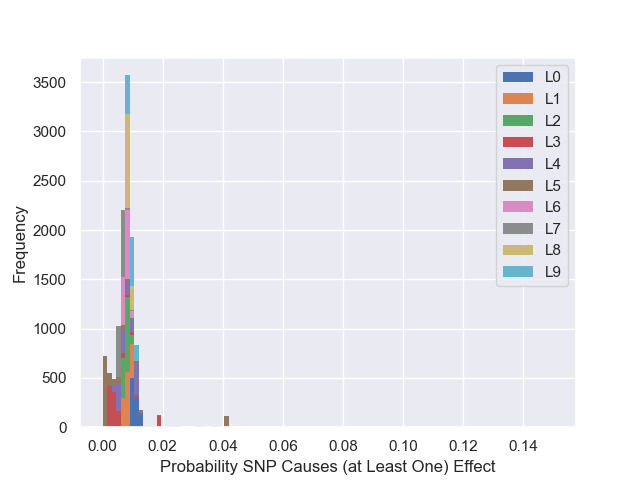 3500
3000
2500
2000
1500
1000
500
0
Frequency
0.00 0.02 0.04 0.06 0.08 0.10 0.12 0.14
Probability SNP Causes (at Least One) Effect
L0
L1
L2
L3
L4
L5
L6
L7
L8
L9